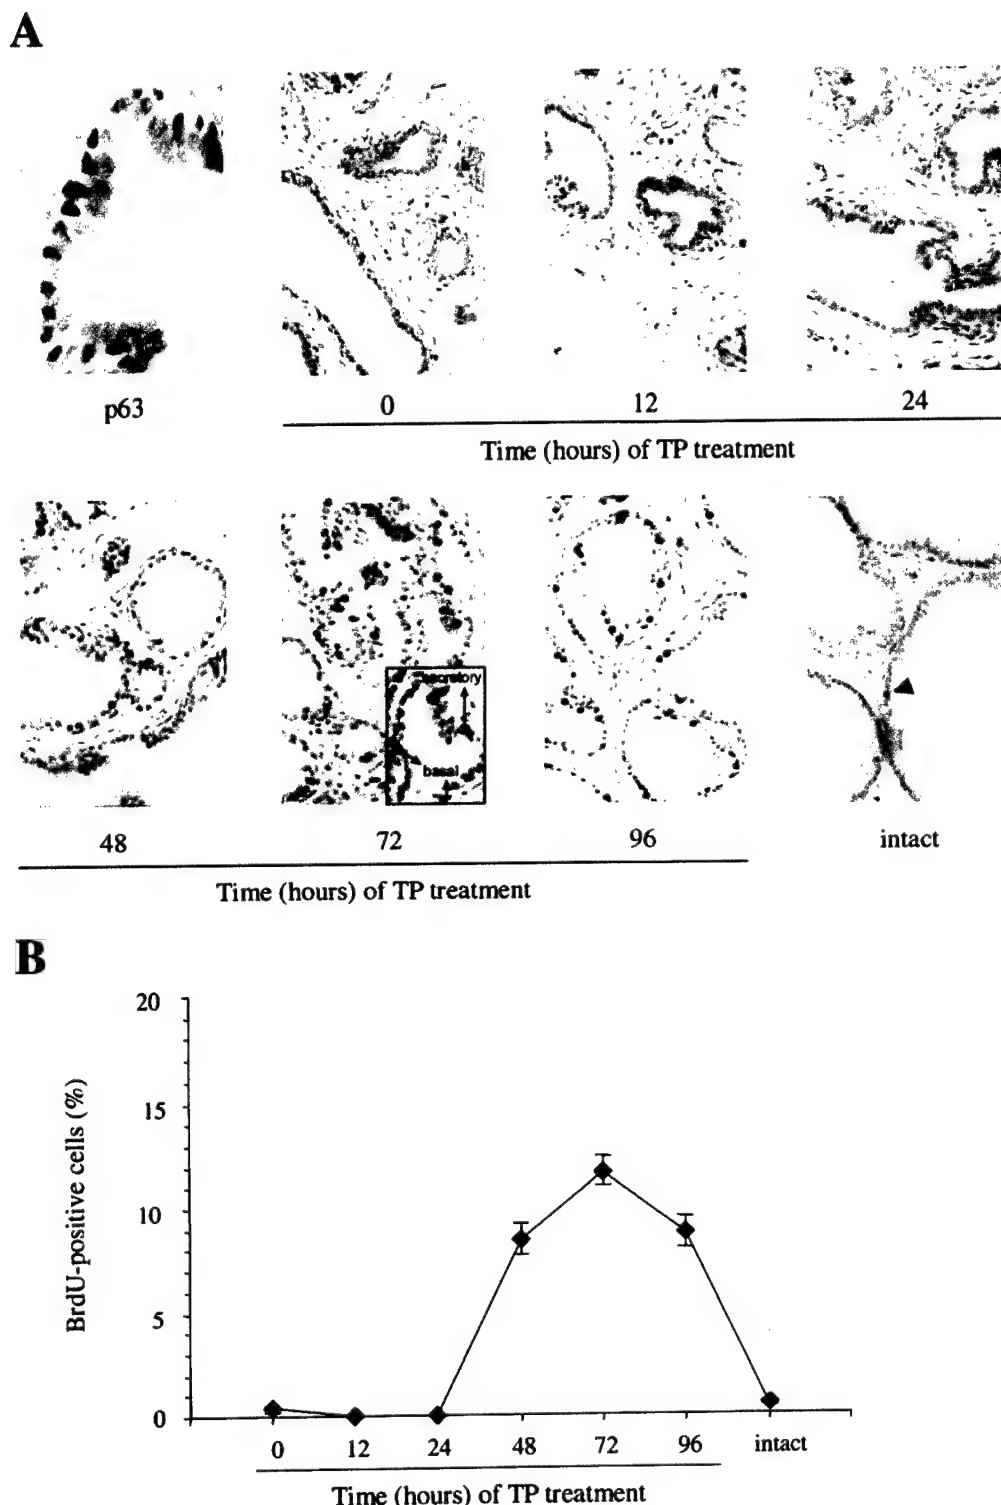 A
p63
0 12 24
Time (hours) of TP treatment
secretory
basal
48 72 96 intact
Time (hours) of TP treatment
B
BrdU-positive cells (%)
20
15
10
5
0
0 12 24 48 72 96 intact
Time (hours) of TP treatment